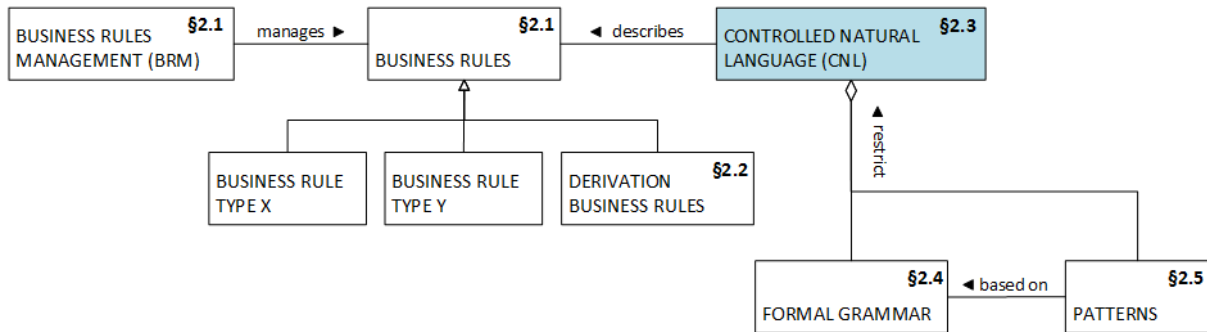 §2.1
BUSINESS RULES
MANAGEMENT (BRM)
manages ►
§2.1
BUSINESS RULES
◄ describes
§2.3
CONTROLLED NATURAL
LANGUAGE (CNL)
◄ restrict
BUSINESS RULE
TYPE X
BUSINESS RULE
TYPE Y
§2.2
DERIVATION
BUSINESS RULES
§2.4
FORMAL GRAMMAR
◄ based on
§2.5
PATTERNS